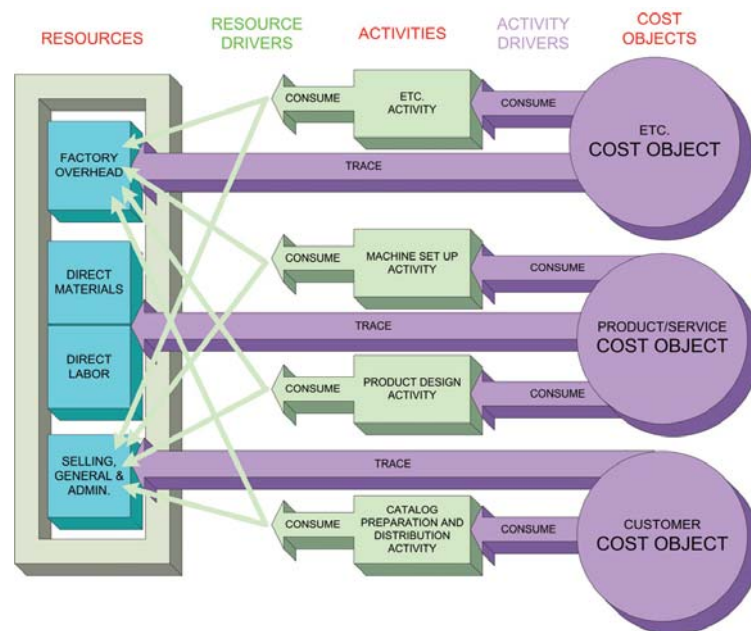 RESOURCES
RESOURCE
DRIVERS
ACTIVITIES
ACTIVITY
DRIVERS
COST
OBJECTS
CONSUME
ETC.
ACTIVITY
CONSUME
ETC.
COST OBJECT
FACTORY
OVERHEAD
TRACE
DIRECT
MATERIALS
CONSUME
MACHINE SET UP
ACTIVITY
CONSUME
TRACE
PRODUCT/SERVICE
COST OBJECT
DIRECT
LABOR
CONSUME
PRODUCT DESIGN
ACTIVITY
CONSUME
SELLING,
GENERAL &
ADMIN.
TRACE
CONSUME
CATALOG
PREPARATION AND
DISTRIBUTION
ACTIVITY
CONSUME
CUSTOMER
COST OBJECT